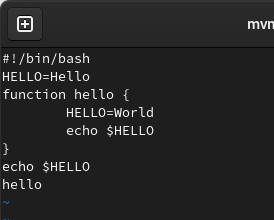 mvn
#!/bin/bash
HELLO=Hello
function hello {
        HELLO=World
        echo $HELLO
}
echo $HELLO
hello
~